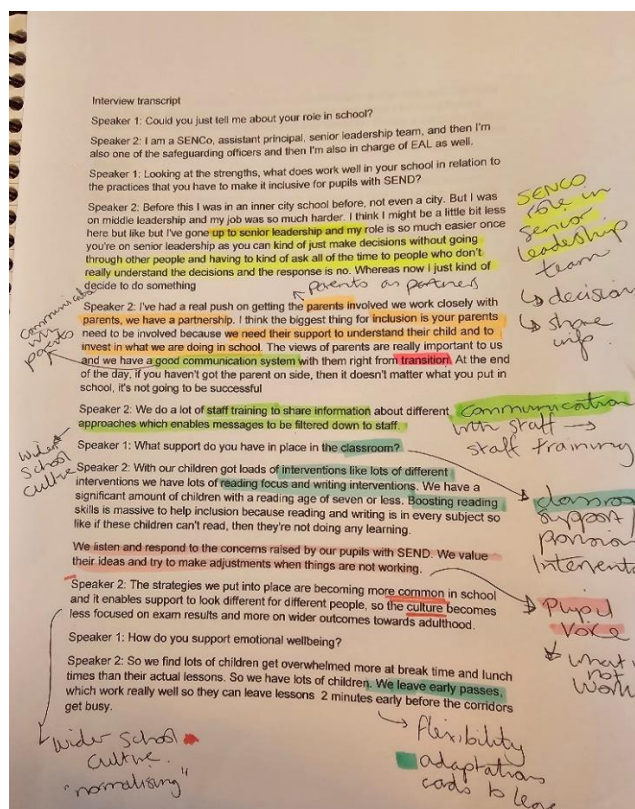 Interview transcript
Speaker 1: Could you just tell me about your role in school?
Speaker 2: I am a SENCo, assistant principal, senior leadership team, and then I'm
also one of the safeguarding officers and then I'm also in charge of EAL as well.
Speaker 1: Looking at the strengths, what does work well in your school in relation to
the practices that you have to make it inclusive for pupils with SEND?
Speaker 2: Before this I was in an inner city school before, not even a city. But I was
on middle leadership and my job was so much harder. I think I might be a little bit less
here but like but I've gone up to senior leadership and my role is so much easier once
you're on senior leadership as you can kind of just make decisions without going
through other people and having to kind of ask all of the time to people who don't
really understand the decisions and the response is no. Whereas now I just kind of
decide to do something
SENCO
role in
senior
leadership
team
↳ decision
↳ share
info.
Parents as partners
Speaker 2: I've had a real push on getting the parents involved we work closely with
parents, we have a partnership. I think the biggest thing for inclusion is your parents
need to be involved because we need their support to understand their child and to
invest in what we are doing in school. The views of parents are really important to us
and we have a good communication system with them right from transition. At the end
of the day, if you haven't got the parent on side, then it doesn't matter what you put in
school, it's not going to be successful
with
parents
Speaker 2: We do a lot of staff training to share information about different
approaches which enables messages to be filtered down to staff.
Communication
with staff →
staff training
Speaker 1: What support do you have in place in the classroom?
wider
school
culture
Speaker 2: With our children got loads of interventions like lots of different
interventions we have lots of reading focus and writing interventions. We have a
significant amount of children with a reading age of seven or less. Boosting reading
skills is massive to help inclusion because reading and writing is in every subject so
like if these children can't read, then they're not doing any learning.
support
provision
We listen and respond to the concerns raised by our pupils with SEND. We value
their ideas and try to make adjustments when things are not working.
Speaker 2: The strategies we put into place are becoming more common in school
and it enables support to look different for different people, so the culture becomes
less focused on exam results and more on wider outcomes towards adulthood.
Pupil
Voice
what
not
work
Speaker 1: How do you support emotional wellbeing?
Speaker 2: So we find lots of children get overwhelmed more at break time and lunch
times than their actual lessons. So we have lots of children. We leave early passes,
which work really well so they can leave lessons 2 minutes early before the corridors
get busy.
wider school
culture.
"normalising"
flexibility
adaptations
cards to leave